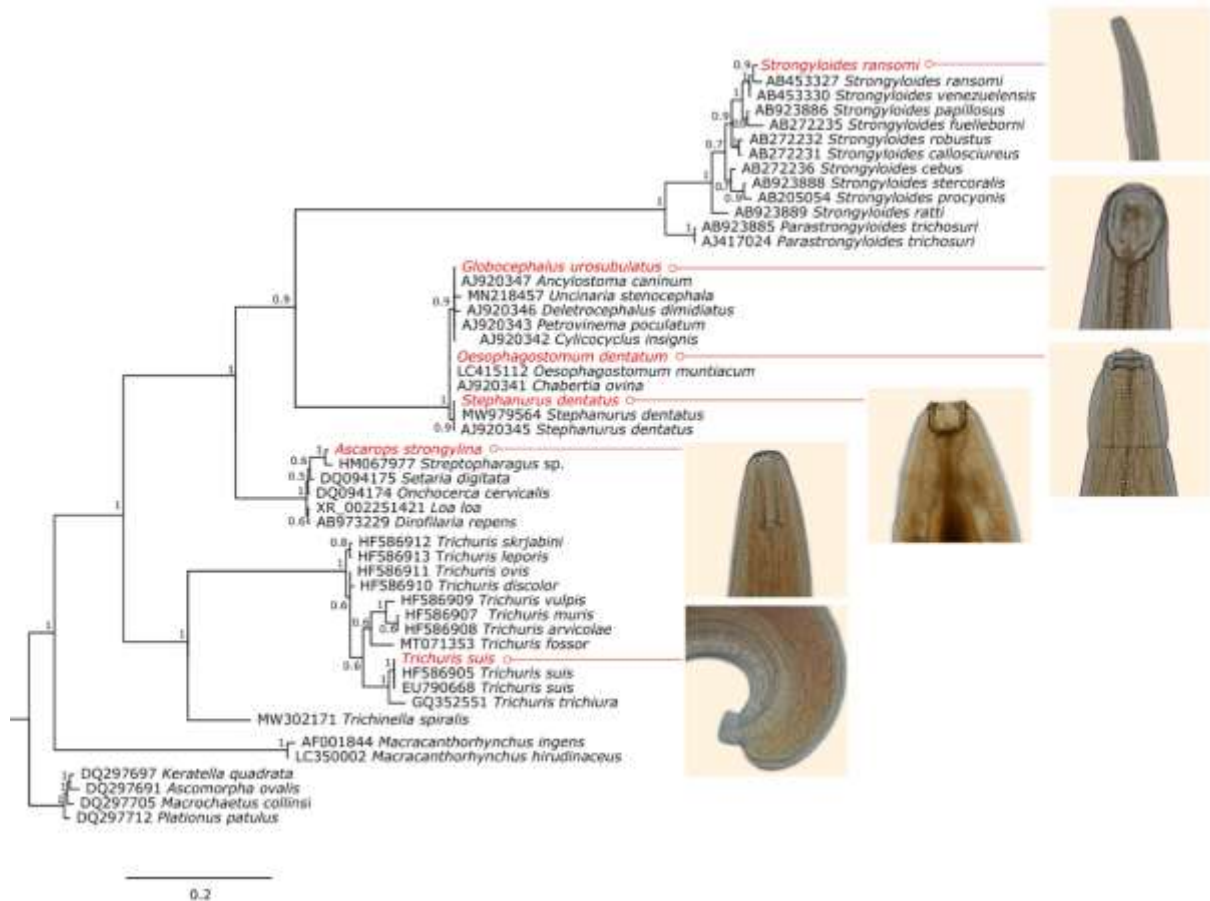 0.9 Strongyloides ransomi
AB453327 Strongyloides ransomi
1 AB453330 Strongyloides venezuelensis
0.9 AB923886 Strongyloides papillosus
AB272235 Strongyloides fuelleborni
0.7 AB272232 Strongyloides robustus
AB272231 Strongyloides callosciureus
1 AB272236 Strongyloides cebus
0.7 AB923888 Strongyloides stercoralis
1 0.9 AB205054 Strongyloides procyonis
AB923889 Strongyloides ratti
1 AB923885 Parastrongyloides trichosuri
AJ417024 Parastrongyloides trichosuri
Globocephalus urosubulatus
AJ920347 Ancylostoma caninum
0.9 0.9 MN218457 Uncinaria stenocephala
AJ920346 Deletrocephalus dimidiatus
AJ920343 Petrovinema poculatum
AJ920342 Cylicocyclus insignis
Oesophagostomum dentatum
LC415112 Oesophagostomum muntiacum
1 AJ920341 Chabertia ovina
1 Stephanurus dentatus
MW979564 Stephanurus dentatus
0.9 AJ920345 Stephanurus dentatus
1 Ascarops strongylina
0.6 HM067977 Streptopharagus sp.
0.5 DQ094175 Setaria digitata
1 1 DQ094174 Onchocerca cervicalis
XR_002251421 Loa loa
0.6 AB973229 Dirofilaria repens
0.8 HF586912 Trichuris skrjabini
1 HF586913 Trichuris leporis
HF586911 Trichuris ovis
HF586910 Trichuris discolor
0.6 1 HF586909 Trichuris vulpis
HF586907 Trichuris muris
0.6 0.6 HF586908 Trichuris arvicolae
1 1 MT071353 Trichuris fossor
0.6 1 Trichuris suis
HF586905 Trichuris suis
1 EU790668 Trichuris suis
GQ352551 Trichuris trichiura
MW302171 Trichinella spiralis
1 AF001844 Macracanthorhynchus ingens
LC350002 Macracanthorhynchus hirudinaceus
1 DQ297697 Keratella quadrata
DQ297691 Ascomorpha ovalis
DQ297705 Macrochaetus collinsi
DQ297712 Plationus patulus
0.2